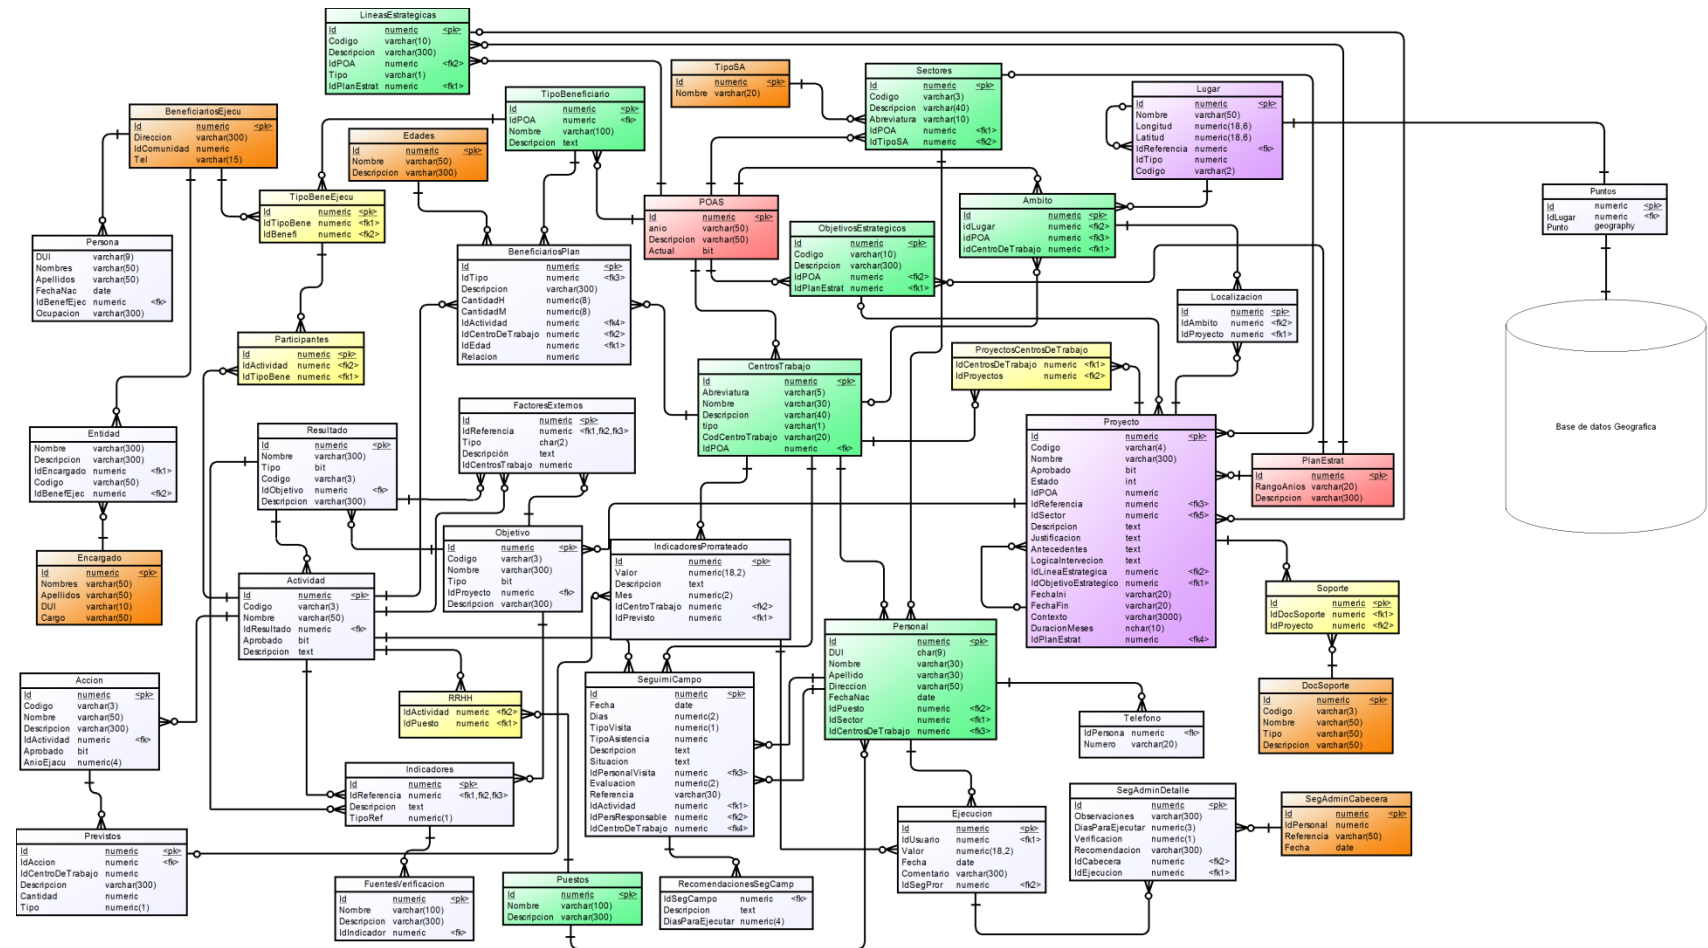 LineasEstrategicas
Id numeric <pk>
Codigo varchar(10)
Descripcion varchar(300)
IdPOA numeric <fk2>
Tipo varchar(1)
IdPlanEstrat numeric <fk1>
TipoSA
Id numeric <pk>
Nombre varchar(20)
Sectores
Id numeric <pk>
Codigo varchar(3)
Descripcion varchar(40)
Abreviatura varchar(10)
IdPOA numeric <fk1>
IdTipoSA numeric <fk2>
Lugar
Id numeric <pk>
Nombre varchar(50)
Longitud numeric(18,6)
Latitud numeric(18,6)
IdReferencia numeric <fk>
IdTipo numeric
Codigo varchar(2)
BeneficiariosEjecu
Id numeric <pk>
Direccion varchar(300)
IdComunidad numeric
Tel varchar(15)
TipoBeneficiario
Id numeric <pk>
IdPOA numeric <fk>
Nombre varchar(100)
Descripcion text
Edades
Id numeric <pk>
Nombre varchar(50)
Descripcion varchar(300)
TipoBeneEjecu
Id numeric <pk>
IdTipoBene numeric <fk1>
IdBenefi numeric <fk2>
POAS
Id numeric <pk>
anio varchar(50)
Descripcion varchar(50)
Actual bit
Ambito
Id numeric <pk>
idLugar numeric <fk2>
idPOA numeric <fk3>
idCentroDeTrabajo numeric <fk1>
Puntos
Id numeric <pk>
IdLugar numeric <fk>
Punto geography
Persona
DUI varchar(9)
Nombres varchar(50)
Apellidos varchar(50)
FechaNac date
IdBenefEjec numeric <fk>
Ocupacion varchar(300)
BeneficiariosPlan
Id numeric <pk>
IdTipo numeric <fk3>
Descripcion varchar(300)
CantidadH numeric(8)
CantidadM numeric(8)
IdActividad numeric <fk4>
IdCentroDeTrabajo numeric <fk2>
IdEdad numeric <fk1>
Relacion numeric
ObjetivosEstrategicos
Id numeric <pk>
Codigo varchar(10)
Descripcion varchar(300)
IdPOA numeric <fk2>
IdPlanEstrat numeric <fk1>
Localizacion
Id numeric <pk>
IdAmbito numeric <fk2>
IdProyecto numeric <fk1>
Participantes
Id numeric <pk>
IdActividad numeric <fk2>
IdTipoBene numeric <fk1>
CentrosTrabajo
Id numeric <pk>
Abreviatura varchar(5)
Nombre varchar(30)
Descripcion varchar(40)
tipo varchar(1)
CodCentroTrabajo varchar(20)
IdPOA numeric <fk>
ProyectosCentrosDeTrabajo
IdCentrosDeTrabajo numeric <fk1>
IdProyectos numeric <fk2>
Base de datos Geografica
Entidad
Nombre varchar(300)
Descripcion varchar(300)
IdEncargado numeric <fk1>
Codigo varchar(50)
IdBenefEjec numeric <fk2>
Resultado
Id numeric <pk>
Nombre varchar(300)
Tipo bit
Codigo varchar(3)
IdObjetivo numeric <fk>
Descripcion varchar(300)
FactoresExternos
Id numeric <pk>
IdReferencia numeric <fk1,fk2,fk3>
Tipo char(2)
Descripción text
IdCentrosTrabajo numeric
Proyecto
Id numeric <pk>
Codigo varchar(4)
Nombre varchar(300)
Aprobado bit
Estado int
IdPOA numeric
IdReferencia numeric <fk3>
IdSector numeric <fk5>
Descripcion text
Justificacion text
Antecedentes text
LogicaIntervecion text
IdLineaEstrategica numeric <fk2>
IdObjetivoEstrategico numeric <fk1>
FechaIni varchar(20)
FechaFin varchar(20)
Contexto varchar(3000)
DuracionMeses nchar(10)
IdPlanEstrat numeric <fk4>
PlanEstrat
Id numeric <pk>
RangoAnios varchar(20)
Descripcion varchar(300)
Encargado
Id numeric <pk>
Nombres varchar(50)
Apellidos varchar(50)
DUI varchar(10)
Cargo varchar(50)
Objetivo
Id numeric <pk>
Codigo varchar(3)
Nombre varchar(300)
Tipo bit
IdProyecto numeric <fk>
Descripcion varchar(300)
IndicadoresProrrateado
Id numeric <pk>
Valor numeric(18,2)
Descripcion text
Mes numeric(2)
IdCentroTrabajo numeric <fk2>
IdPrevisto numeric <fk1>
Actividad
Id numeric <pk>
Codigo varchar(3)
Nombre varchar(50)
IdResultado numeric <fk>
Aprobado bit
Descripcion text
Soporte
IdDocSoporte numeric <fk1>
IdProyecto numeric <fk2>
Personal
Id numeric <pk>
DUI char(9)
Nombre varchar(30)
Apellido varchar(30)
Direccion varchar(50)
FechaNac date
IdPuesto numeric <fk2>
IdSector numeric <fk1>
IdCentrosDeTrabajo numeric <fk3>
Accion
Id numeric <pk>
Codigo varchar(3)
Nombre varchar(50)
Descripcion varchar(300)
IdActividad numeric <fk>
Aprobado bit
AnioEjacu numeric(4)
SeguimiCampo
Id numeric <pk>
Fecha date
Dias numeric(2)
TipoVisita numeric(1)
TipoAsistencia numeric
Descripcion text
Situacion text
IdPersonalVisita numeric <fk3>
Evaluacion numeric(2)
Referencia varchar(30)
IdActividad numeric <fk1>
IdPersResponsable numeric <fk2>
IdCentroDeTrabajo numeric <fk4>
RRHH
IdActividad numeric <fk2>
IdPuesto numeric <fk1>
Telefono
IdPersona numeric <fk>
Numero varchar(20)
DocSoporte
Id numeric <pk>
Codigo varchar(3)
Nombre varchar(50)
Tipo varchar(50)
Descripcion varchar(50)
Indicadores
Id numeric <pk>
IdReferencia numeric <fk1,fk2,fk3>
Descripcion text
TipoRef numeric(1)
Previstos
Id numeric <pk>
IdAccion numeric <fk>
IdCentroDeTrabajo numeric
Descripcion varchar(300)
Cantidad numeric
Tipo numeric(1)
Ejecucion
Id numeric <pk>
IdUsuario numeric <fk1>
Valor numeric(18,2)
Fecha date
Comentario varchar(300)
IdSegPror numeric <fk2>
SegAdminDetalle
Id numeric <pk>
Observaciones varchar(300)
DiasParaEjecutar numeric(3)
Verificacion numeric(1)
Recomendacion varchar(300)
IdCabecera numeric <fk2>
IdEjecucion numeric <fk1>
SegAdminCabecera
Id numeric <pk>
IdPersonal numeric
Referencia varchar(50)
Fecha date
FuentesVerificacion
Id numeric <pk>
Nombre varchar(100)
Descripcion varchar(300)
IdIndicador numeric <fk>
Puestos
Id numeric <pk>
Nombre varchar(100)
Descripcion varchar(300)
RecomendacionesSegCamp
IdSegCampo numeric <fk>
Descripcion text
DiasParaEjecutar numeric(4)